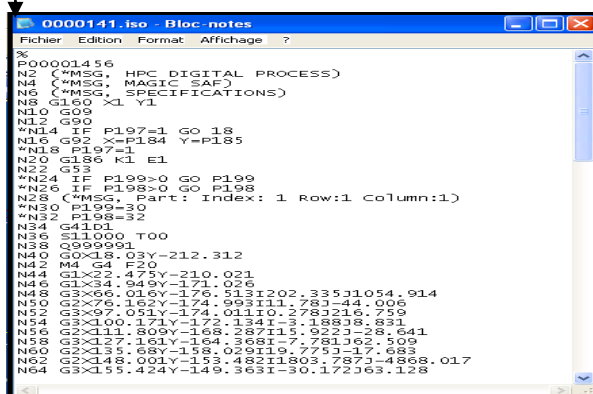 0000141.iso - Bloc-notes
Fichier Edition Format Affichage ?
%
P00001456
N2 (*MSG, HPC DIGITAL PROCESS)
N4 (*MSG, MAGIC SAF)
N6 (*MSG, SPECIFICATIONS)
N8 G160 X1 Y1
N10 G09
N12 G90
*N14 IF P197=1 GO 18
N16 G92 X=P184 Y=P185
*N18 P197=1
N20 G186 K1 E1
N22 G53
*N24 IF P199>0 GO P199
*N26 IF P198>0 GO P198
N28 (*MSG, Part: Index: 1 Row:1 Column:1)
*N30 P199=30
*N32 P198=32
N34 G41D1
N36 S11000 T00
N38 Q999991
N40 G0X18.03Y-212.312
N42 M4 G4 F20
N44 G1X22.475Y-210.021
N46 G1X34.949Y-171.026
N48 G3X66.016Y-176.513I202.335J1054.914
N50 G2X76.162Y-174.993I11.78J-44.006
N52 G3X97.051Y-174.011I0.278J216.759
N54 G3X100.171Y-172.134I-3.188J8.831
N56 G2X111.809Y-168.287I15.922J-28.641
N58 G3X127.161Y-164.368I-7.781J62.509
N60 G2X135.68Y-158.029I19.775J-17.683
N62 G2X148.001Y-153.482I1803.787J-4868.017
N64 G3X155.424Y-149.363I-30.172J63.128